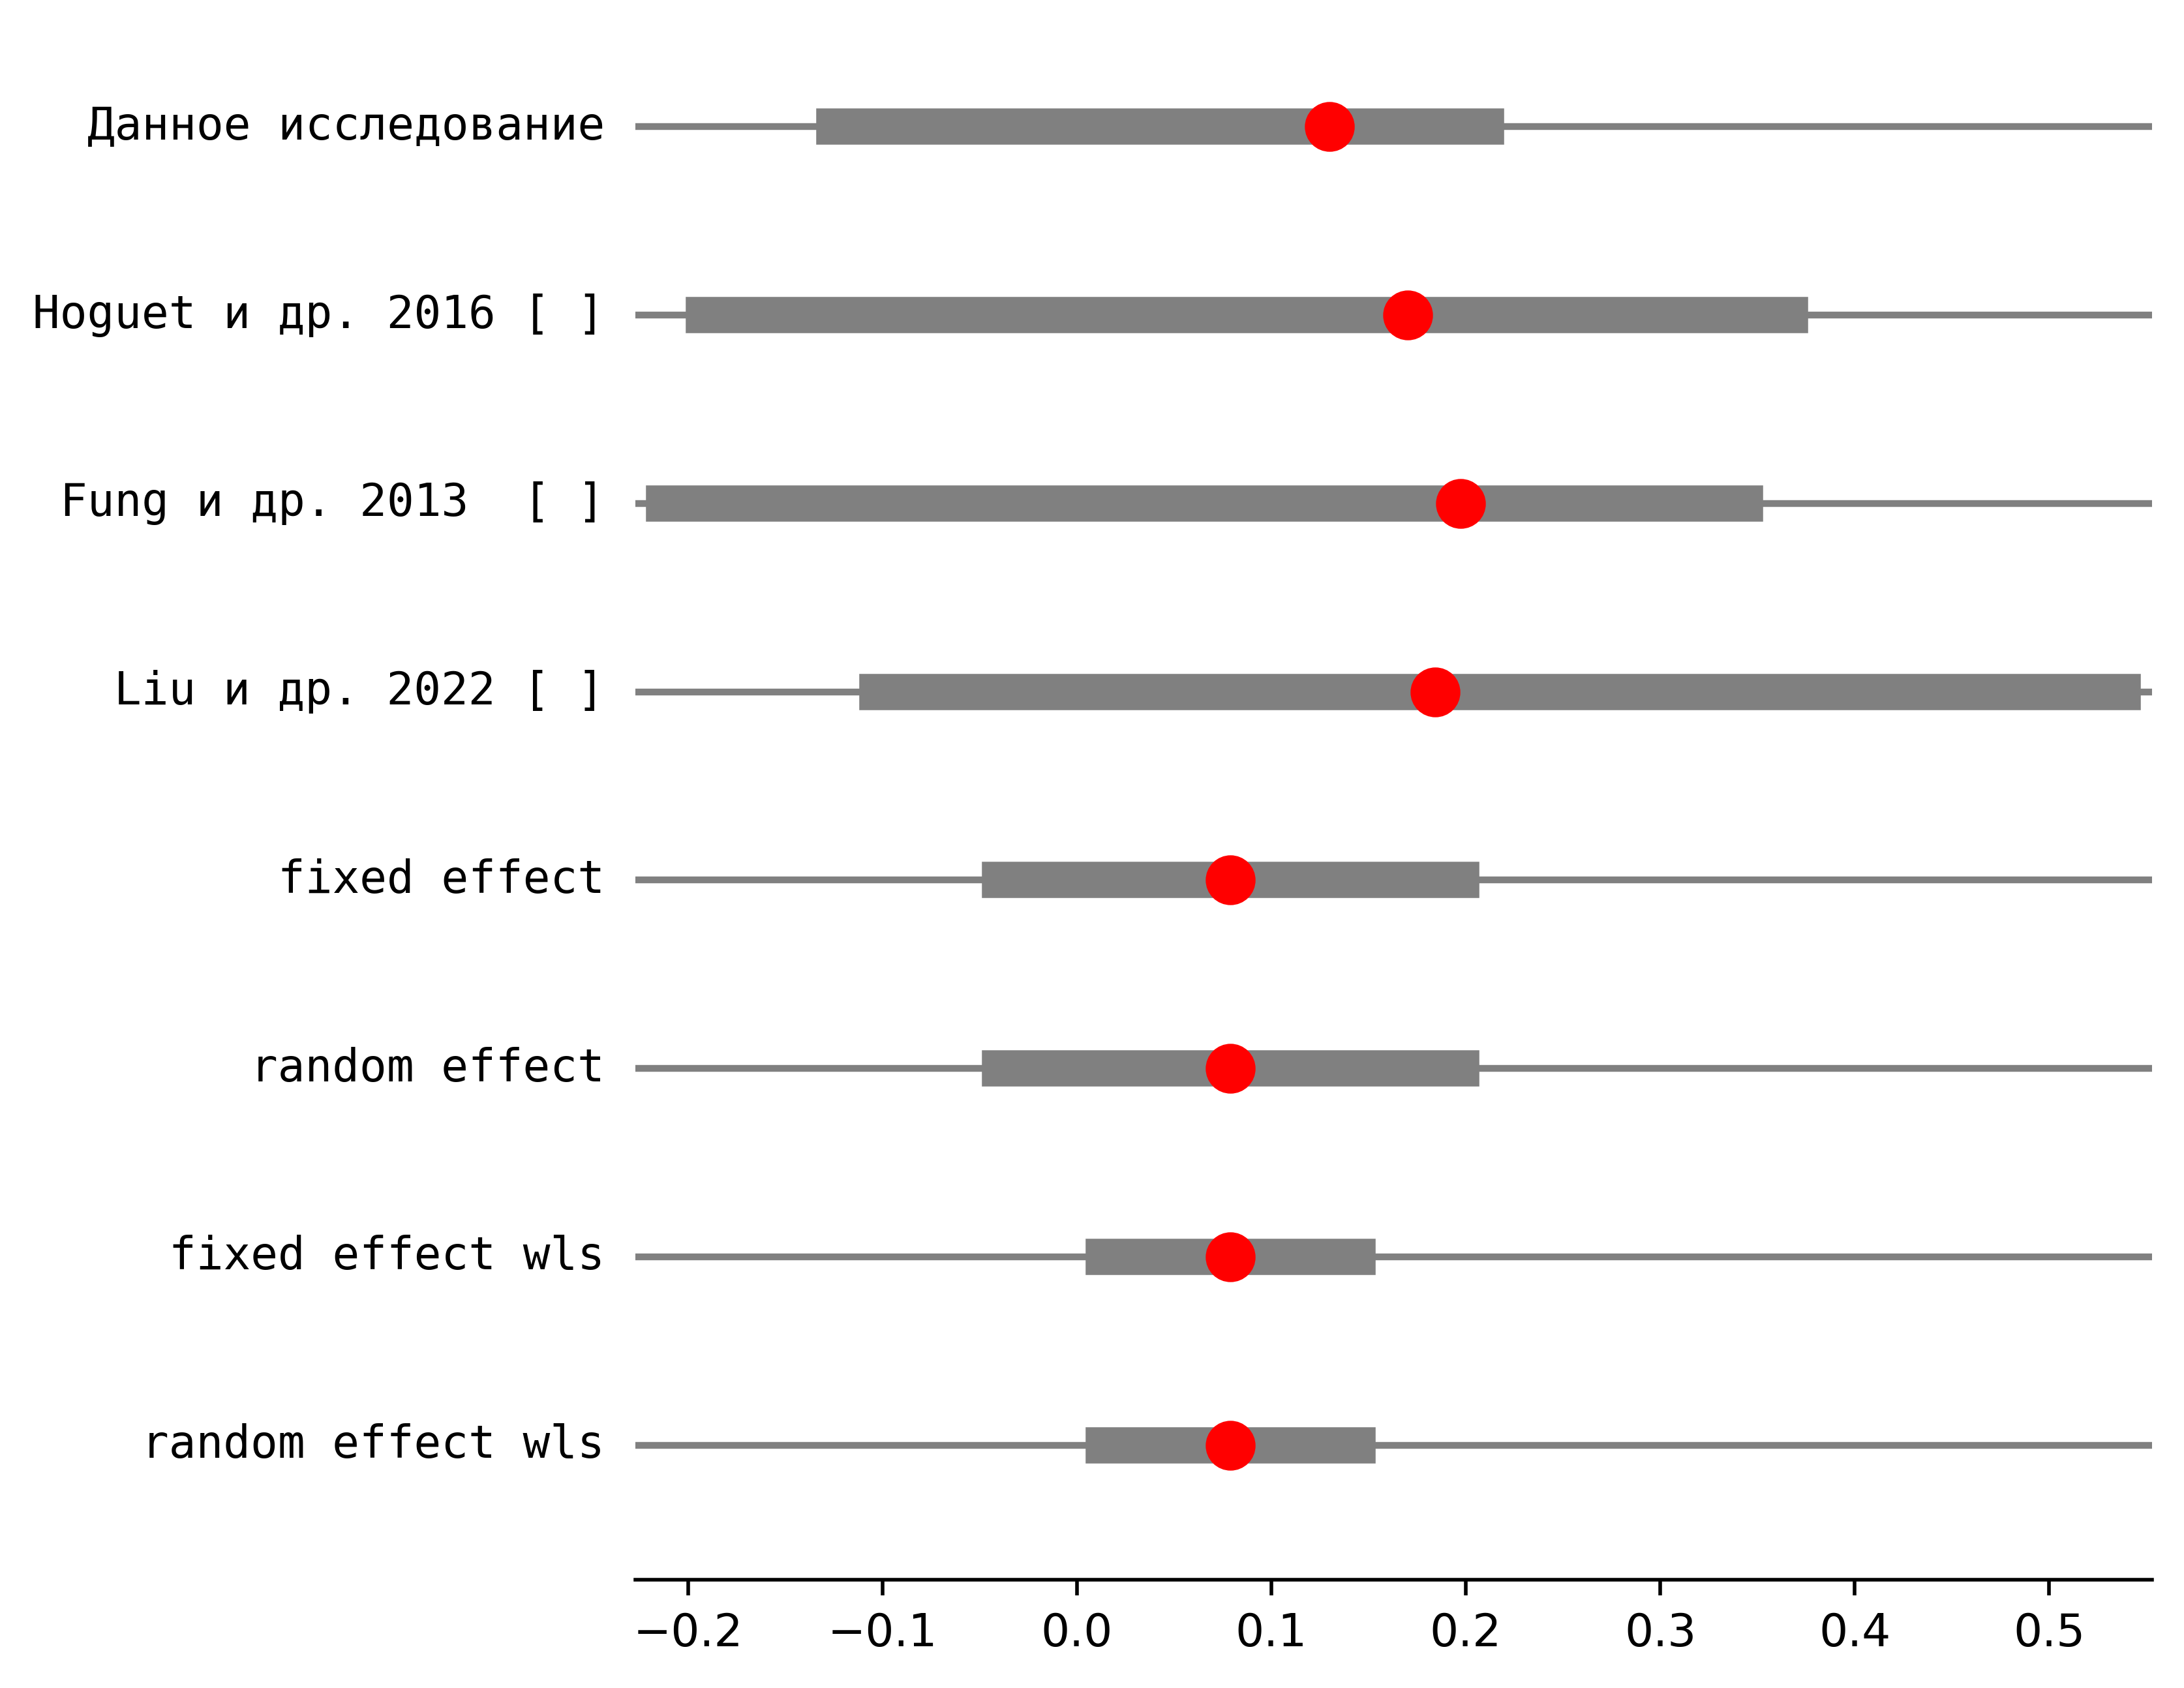 Данное исследование
Hoguet и др. 2016 [ ]
Fung и др. 2013  [ ]
Liu и др. 2022 [ ]
fixed effect
random effect
fixed effect wls
random effect wls
−0.2 −0.1 0.0 0.1 0.2 0.3 0.4 0.5